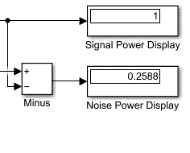 1
Signal Power Display
+
−
Minus
0.2588
Noise Power Display